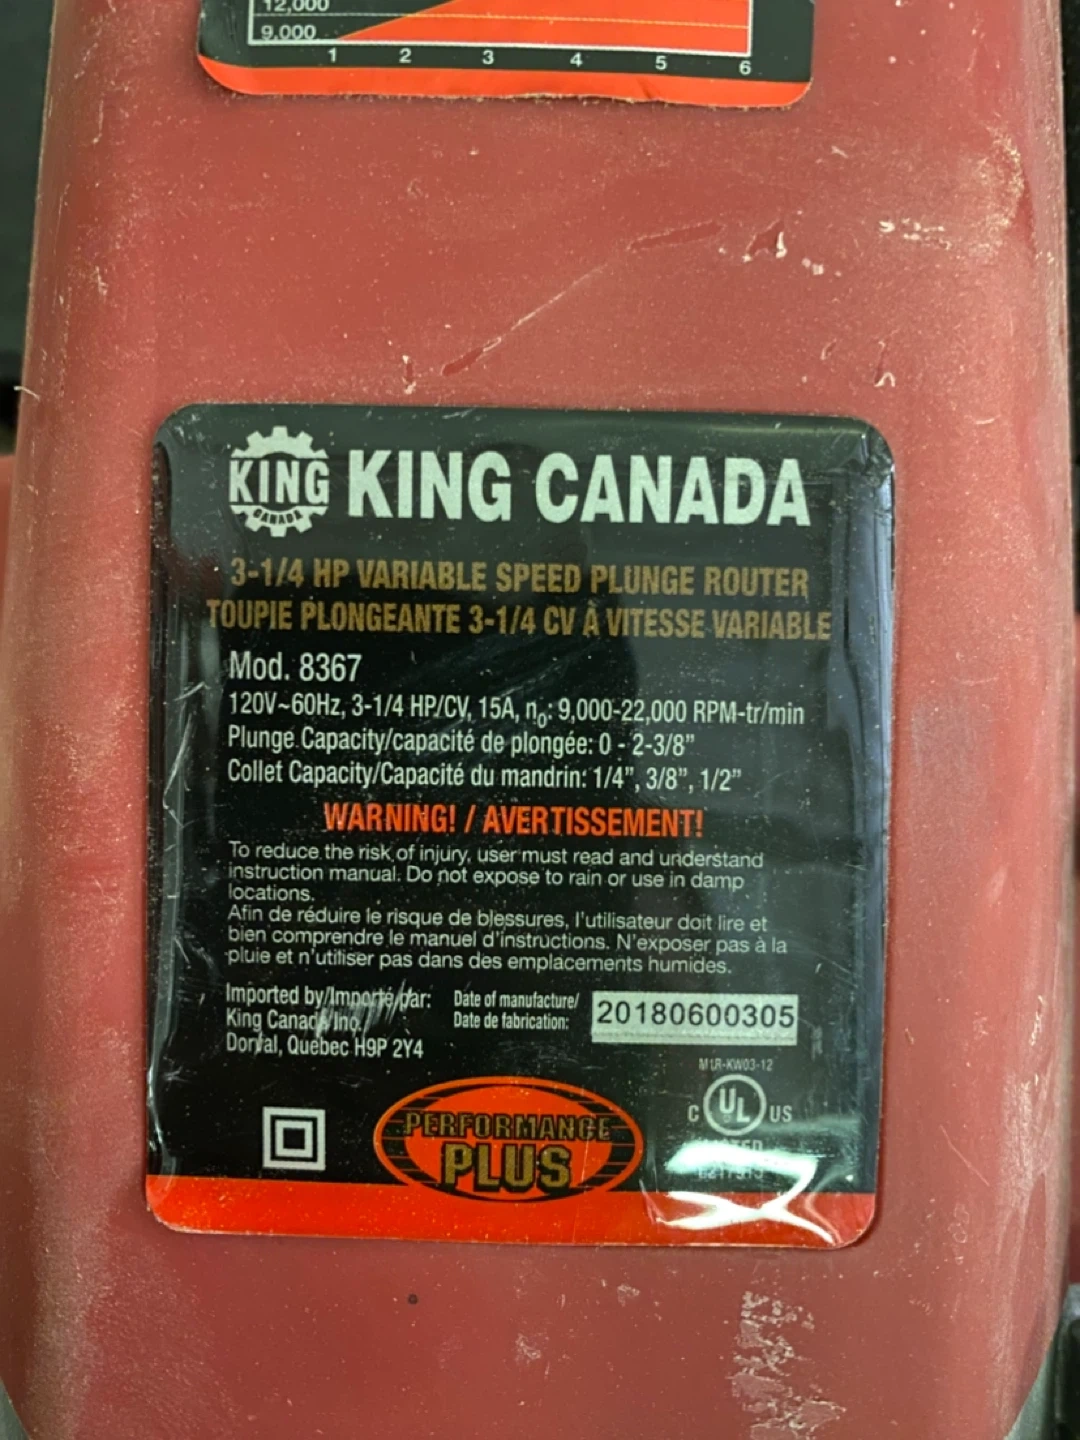 12,000
9,000
1 2 3 4 5 6
KING CANADA KING CANADA
3-1/4 HP VARIABLE SPEED PLUNGE ROUTER
TOUPIE PLONGEANTE 3-1/4 CV À VITESSE VARIABLE
Mod. 8367
120V~60Hz, 3-1/4 HP/CV, 15A, n₀: 9,000-22,000 RPM-tr/min
Plunge Capacity/capacité de plongée: 0 - 2-3/8"
Collet Capacity/Capacité du mandrin: 1/4", 3/8", 1/2"
WARNING! / AVERTISSEMENT!
To reduce the risk of injury, user must read and understand
instruction manual. Do not expose to rain or use in damp
locations.
Afin de réduire le risque de blessures, l'utilisateur doit lire et
bien comprendre le manuel d'instructions. N'exposer pas à la
pluie et n'utiliser pas dans des emplacements humides.
Imported by/Importé par:
King Canada Inc.
Dorval, Quebec H9P 2Y4
Date of manufacture/
Date de fabrication:
20180600305
M1R-KW03-12
C UL US
PERFORMANCE
PLUS